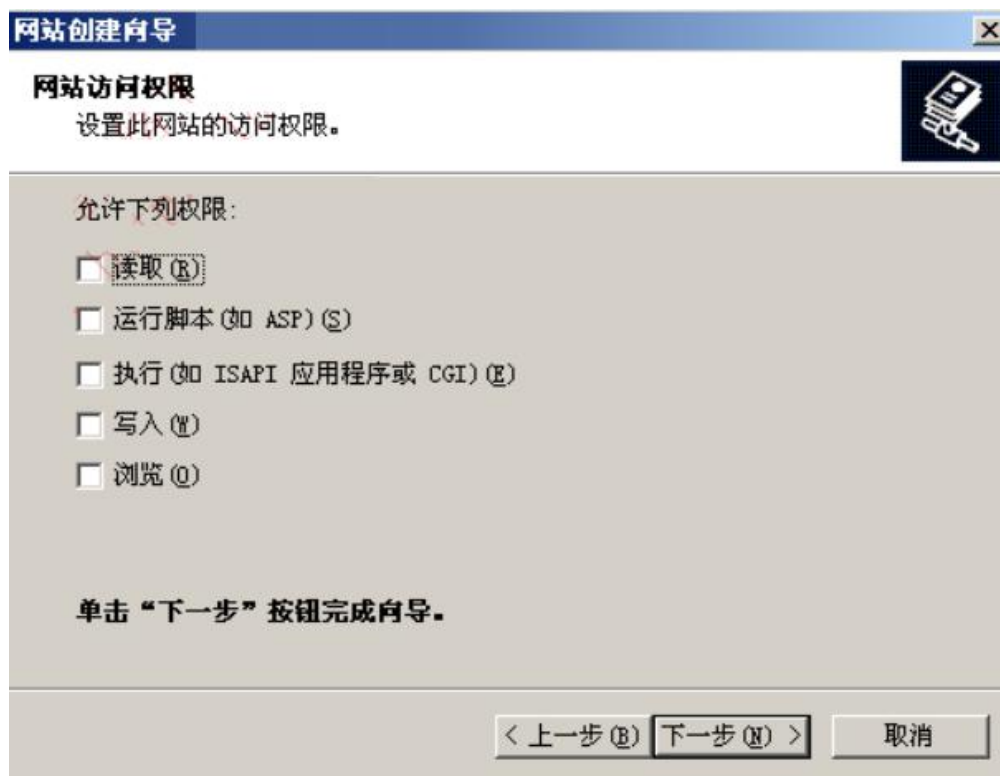 网站创建向导
网站访问权限
设置此网站的访问权限。
允许下列权限:
读取(R)
运行脚本(如 ASP)(S)
执行(如 ISAPI 应用程序或 CGI)(E)
写入(W)
浏览(O)
单击“下一步”按钮完成向导。
< 上一步(B) 下一步(N) > 取消